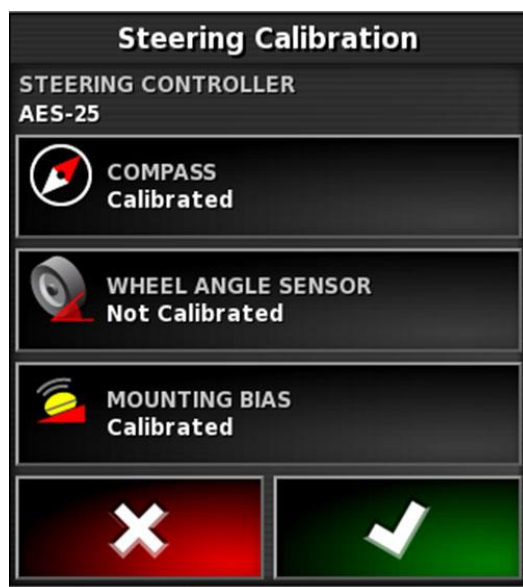 Steering Calibration
STEERING CONTROLLER
AES-25
COMPASS
Calibrated
WHEEL ANGLE SENSOR
Not Calibrated
MOUNTING BIAS
Calibrated